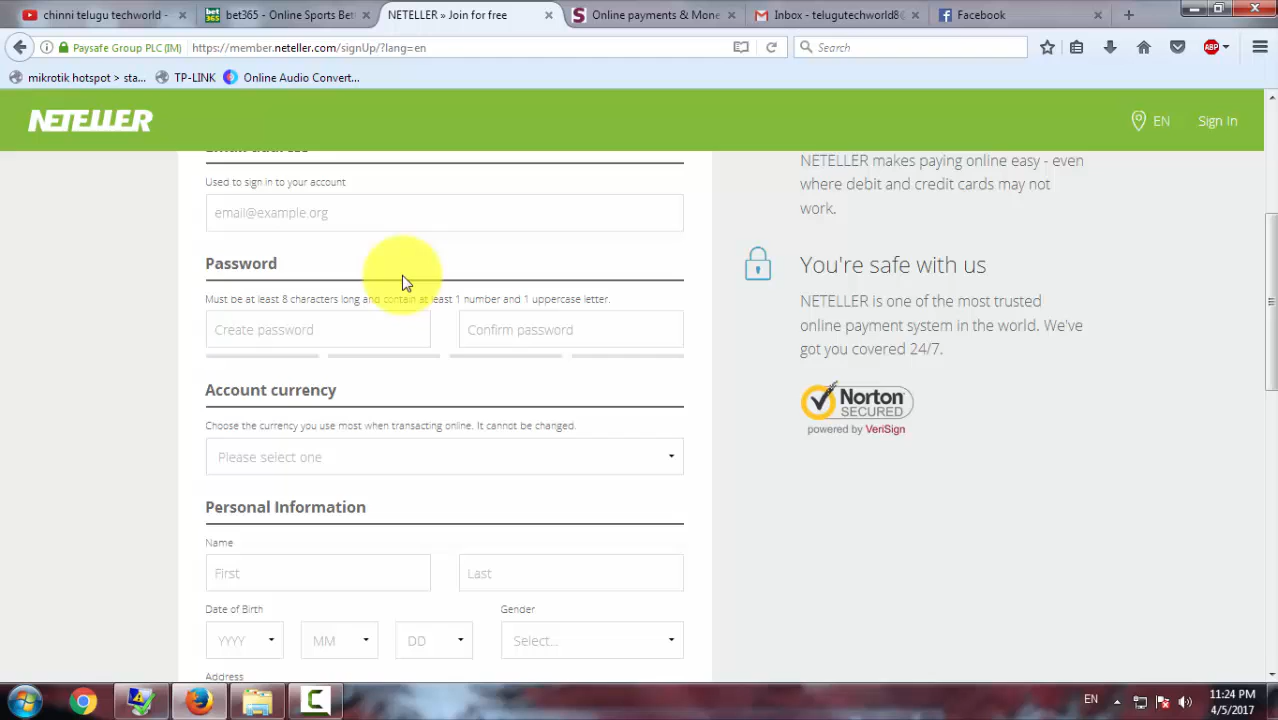 chinni telugu techworld -
bet365 - Online Sports Bet
NETELLER » Join for free
Online payments & Mone
Inbox - telugutechworld8
Facebook
Paysafe Group PLC (IM)
https://member.neteller.com/signUp/?lang=en
Search
ABP
mikrotik hotspot > sta...
TP-LINK
Online Audio Convert...
NETELLER
EN
Sign In
Used to sign in to your account
email@example.org
Password
Must be at least 8 characters long and contain at least 1 number and 1 uppercase letter.
Create password
Confirm password
Account currency
Choose the currency you use most when transacting online. It cannot be changed.
Please select one
Personal Information
Name
First
Last
Date of Birth
Gender
YYYY
MM
DD
Select...
Address
NETELLER makes paying online easy - even
where debit and credit cards may not
work.
You're safe with us
NETELLER is one of the most trusted
online payment system in the world. We've
got you covered 24/7.
Norton
SECURED
powered by VeriSign
EN
11:24 PM
4/5/2017